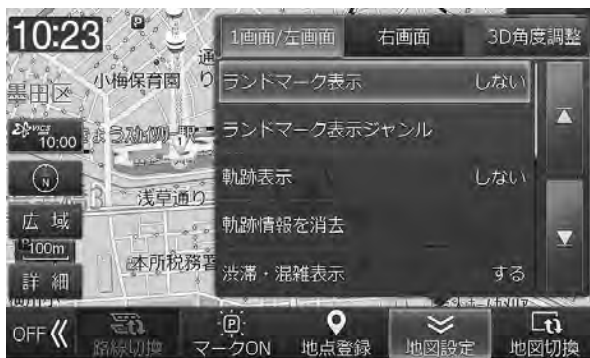 10:23
1画面/左画面
右画面
3D角度調整
小梅保育園
墨田区
通り
ランドマーク表示 しない
VICS
10:00
ランドマーク表示ジャンル
N
軌跡表示 しない
浅草通り
広域
軌跡情報を消去
100m
本所税務署
詳細
渋滞・混雑表示 する
OFF
路線切換
P
マークON
地点登録
地図設定
地図切換